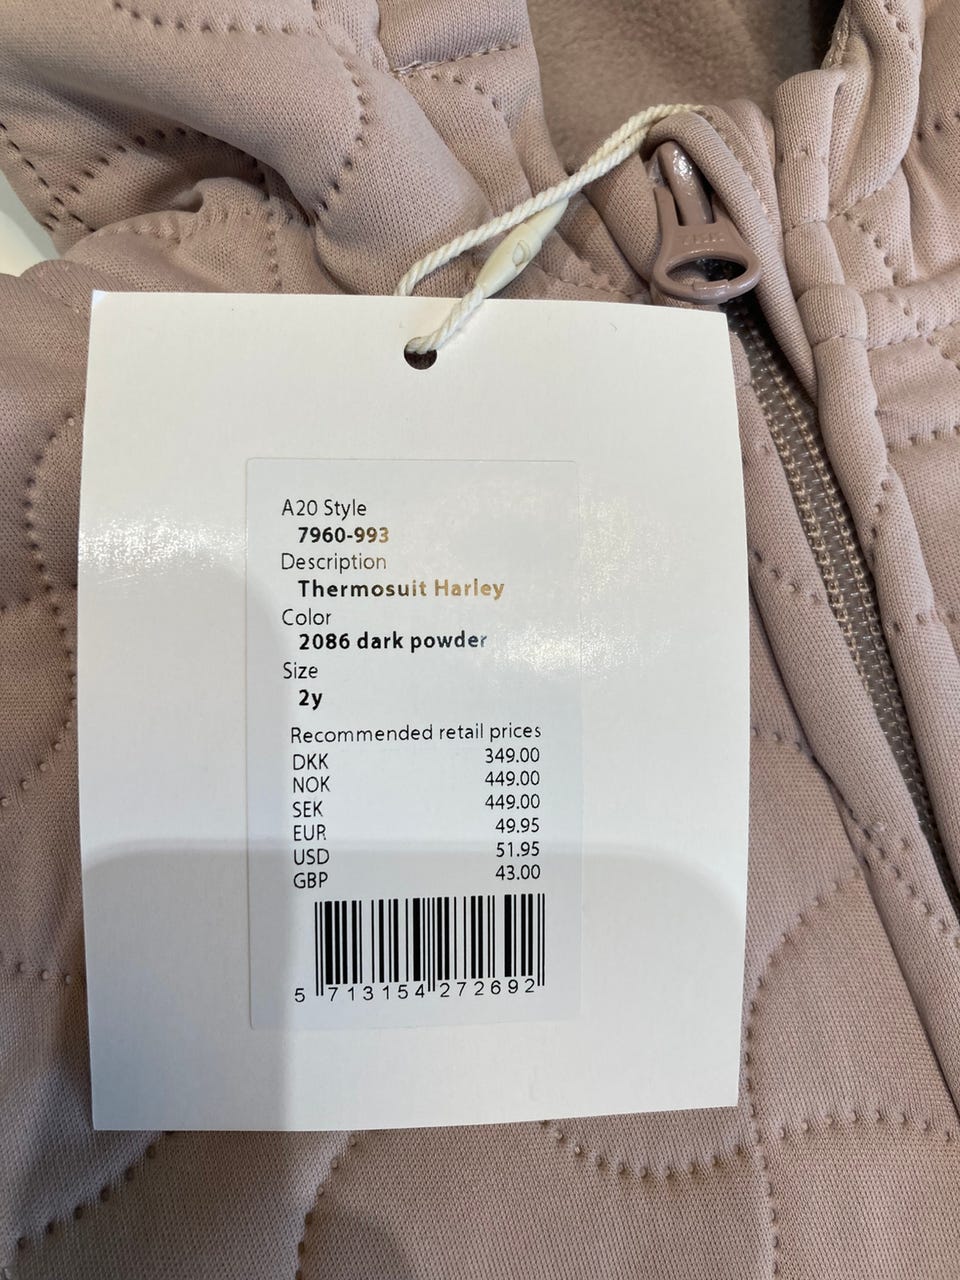 YKK
A20 Style
7960-993
Description
Thermosuit Harley
Color
2086 dark powder
Size
2y
Recommended retail prices
DKK 349.00
NOK 449.00
SEK 449.00
EUR 49.95
USD 51.95
GBP 43.00
5 713154 272692